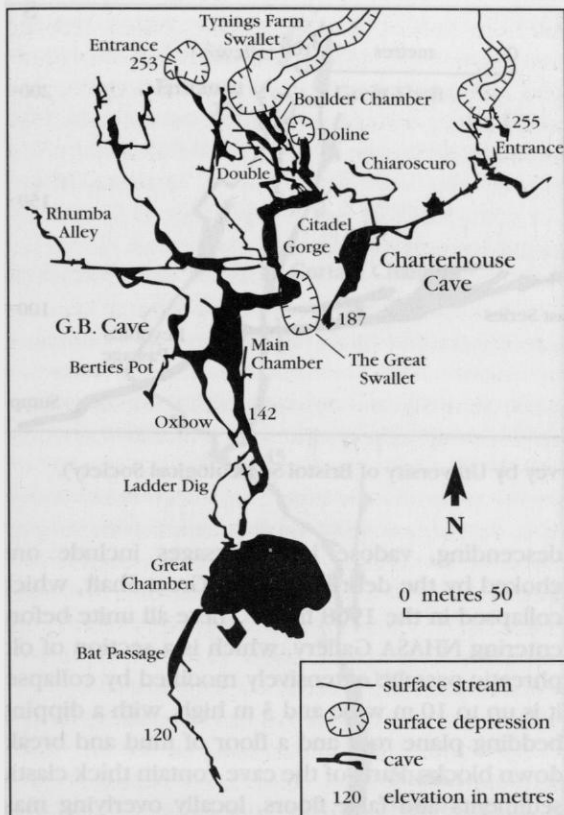 Tynings Farm
Swallet
Entrance
253
Boulder Chamber
Doline
255
Entrance
Double
Chiaroscuro
Rhumba
Alley
Citadel
Gorge
Charterhouse
Cave
187
G.B. Cave
Main
Chamber
The Great
Swallet
Berties Pot
Oxbow
142
Ladder Dig
N
Great
Chamber
0 metres 50
Bat Passage
120
surface stream
surface depression
cave
120 elevation in metres